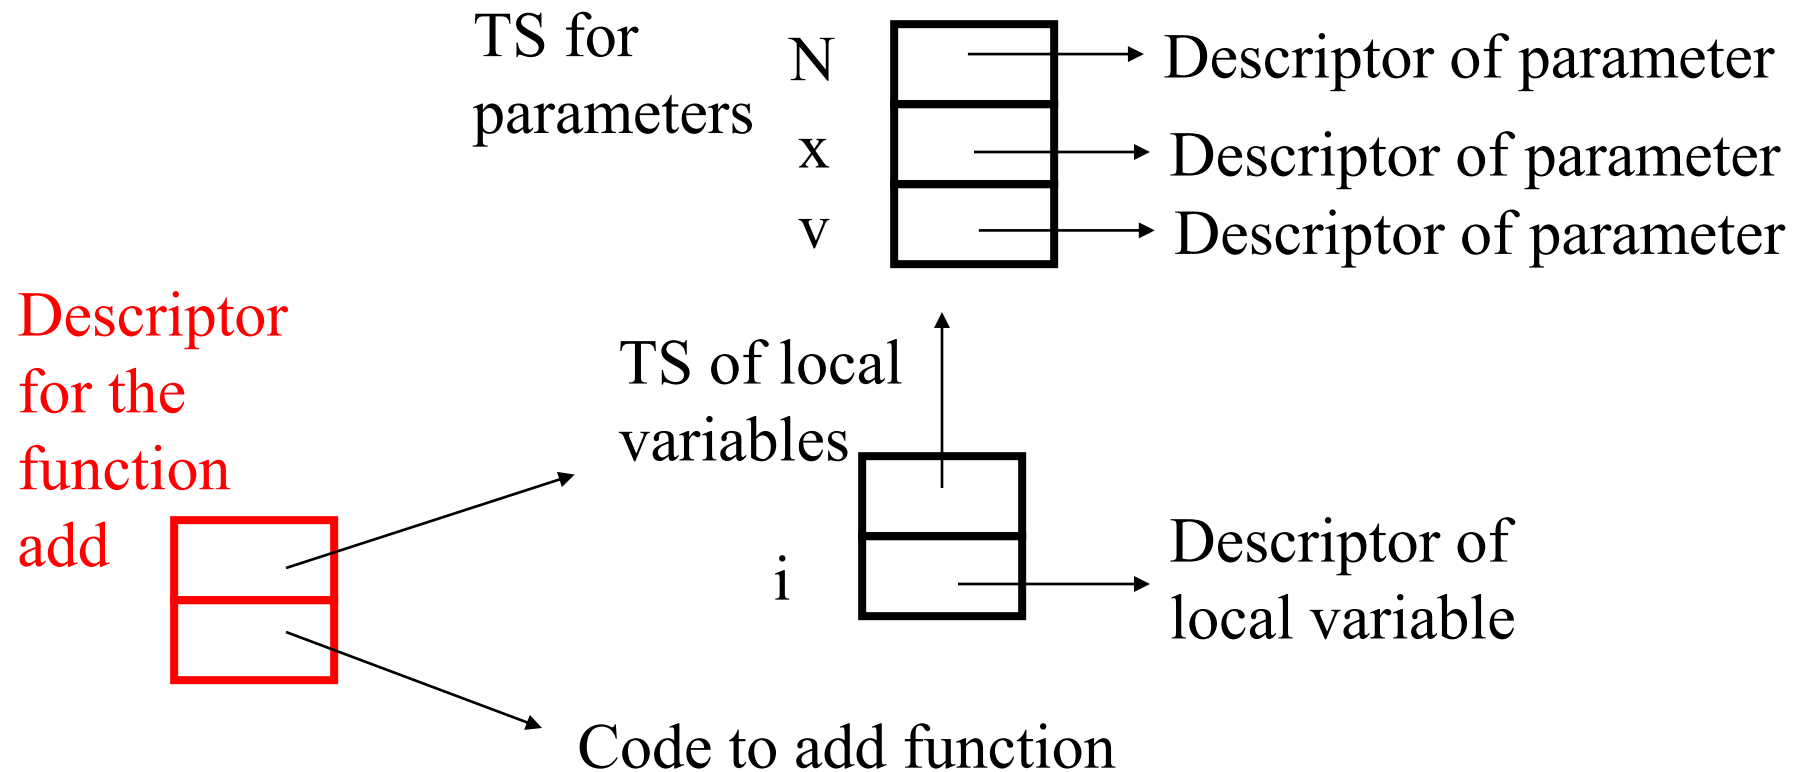 TS for
parameters
N
Descriptor of parameter
x
Descriptor of parameter
v
Descriptor of parameter
Descriptor
for the
function
add
TS of local
variables
i
Descriptor of
local variable
Code to add function